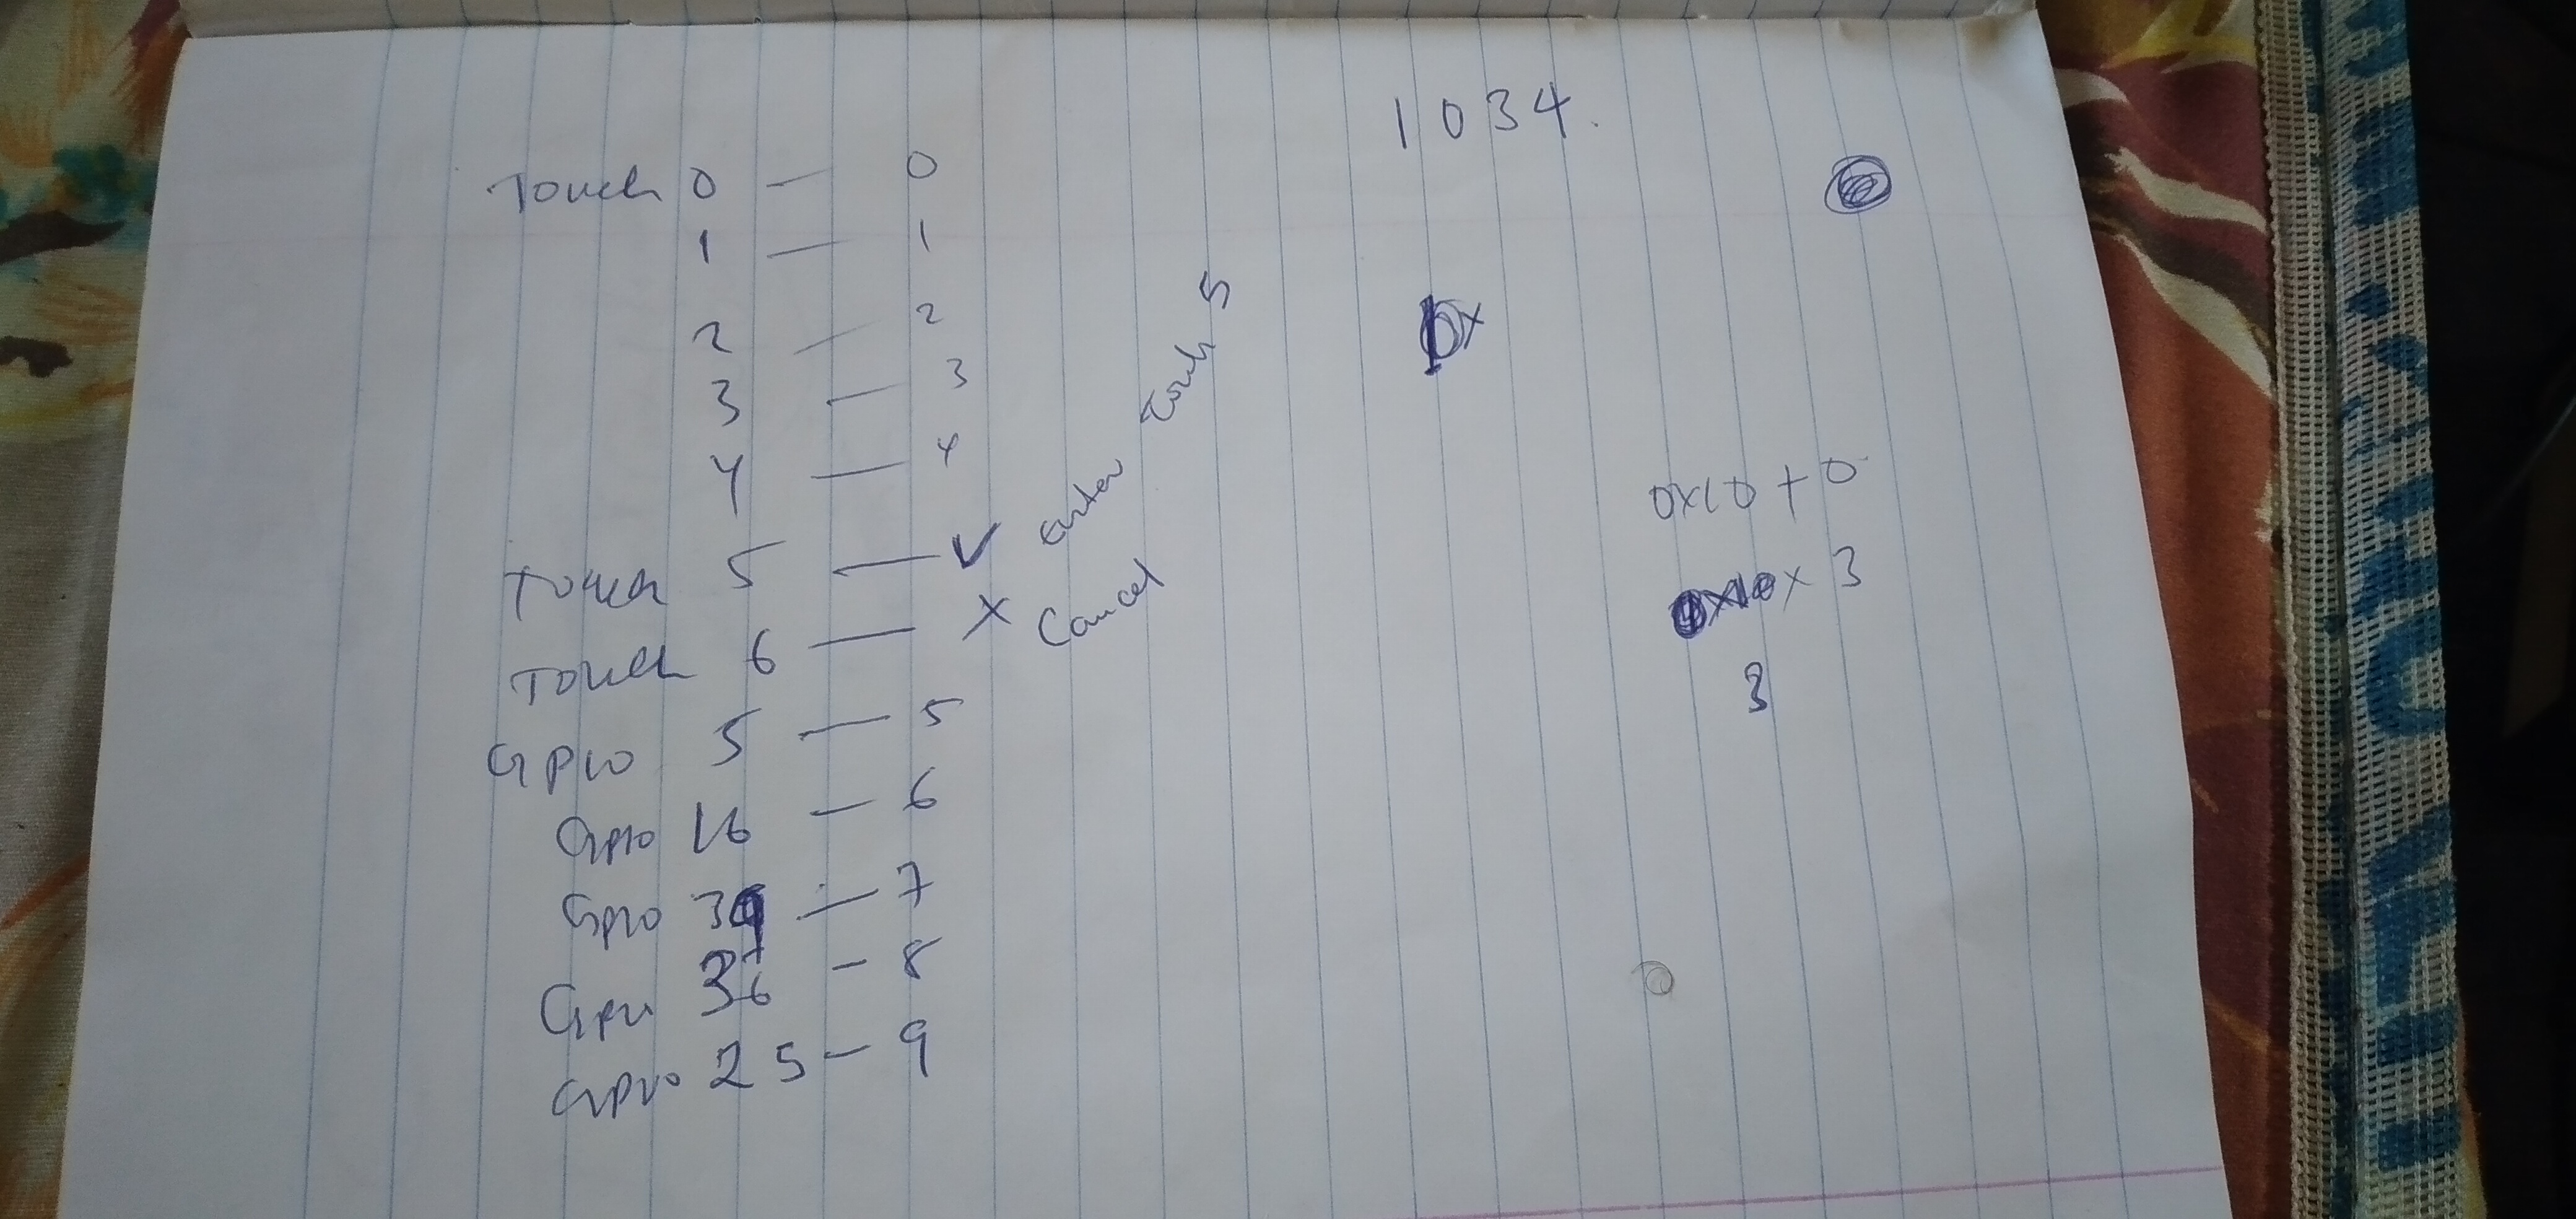 1034.
Touch 0 — 0
1 — 1
2 — 2
3 — 3
4 — 4
Touch 5 — ✓ enter Touch 5
Touch 6 — X Cancel
GPIO 5 — 5
GPIO 16 — 6
GPIO 39 — 7
GPIO 36 — 8
GPIO 25 — 9
0x10 + 0
x 3
3